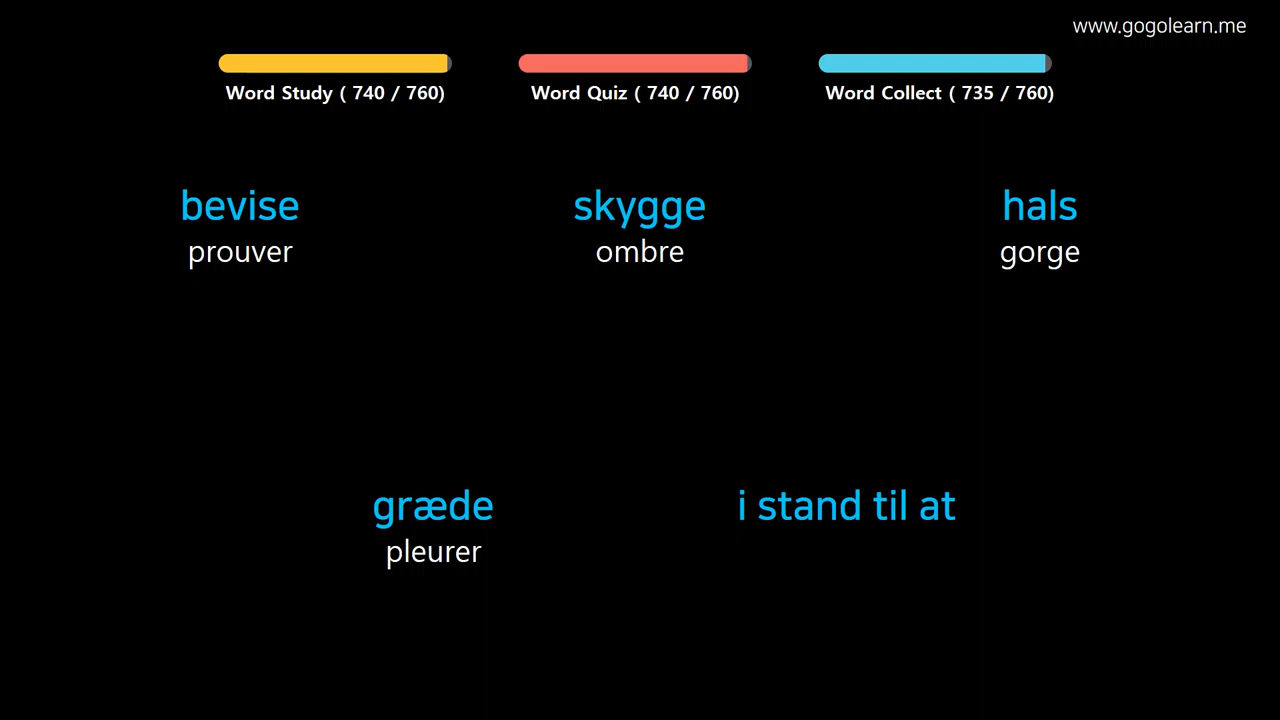 www.gogolearn.me
Word Study ( 740 / 760)
Word Quiz ( 740 / 760)
Word Collect ( 735 / 760)
bevise
prouver
skygge
ombre
hals
gorge
græde
pleurer
i stand til at